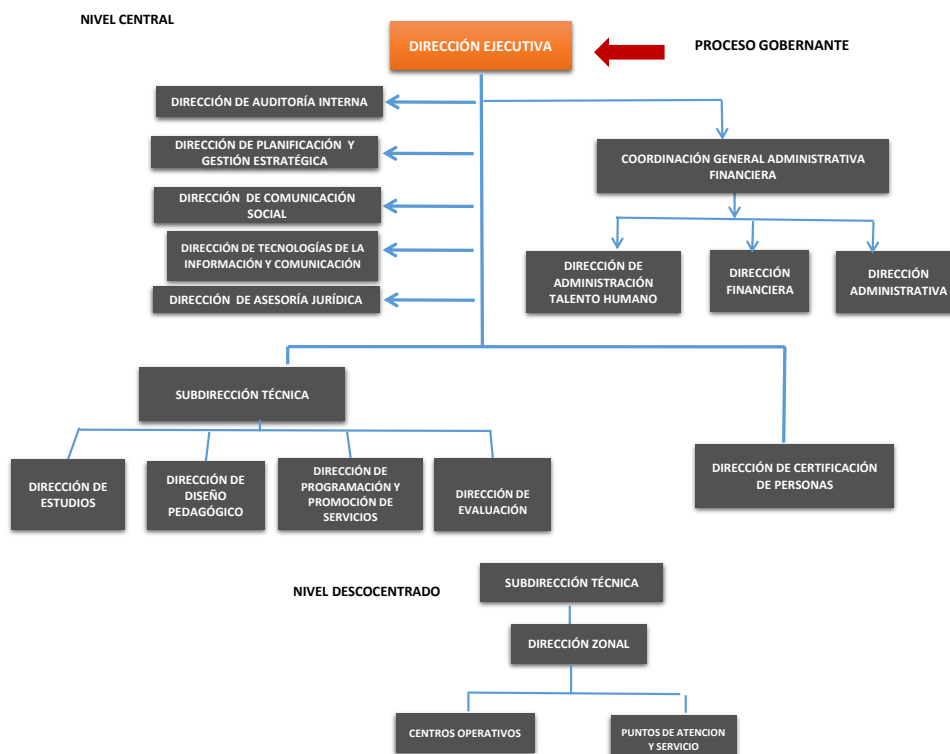 NIVEL CENTRAL
DIRECCIÓN EJECUTIVA
PROCESO GOBERNANTE
DIRECCIÓN DE AUDITORÍA INTERNA
DIRECCIÓN DE PLANIFICACIÓN Y
GESTIÓN ESTRATÉGICA
COORDINACIÓN GENERAL ADMINISTRATIVA
FINANCIERA
DIRECCIÓN DE COMUNICACIÓN
SOCIAL
DIRECCIÓN DE TECNOLOGÍAS DE LA
INFORMACIÓN Y COMUNICACIÓN
DIRECCIÓN DE ASESORÍA JURÍDICA
DIRECCIÓN DE
ADMINISTRACIÓN
TALENTO HUMANO
DIRECCIÓN
FINANCIERA
DIRECCIÓN
ADMINISTRATIVA
SUBDIRECCIÓN TÉCNICA
DIRECCIÓN DE
ESTUDIOS
DIRECCIÓN DE
DISEÑO
PEDAGÓGICO
DIRECCIÓN DE
PROGRAMACIÓN Y
PROMOCIÓN DE
SERVICIOS
DIRECCIÓN DE
EVALUACIÓN
DIRECCIÓN DE CERTIFICACIÓN
DE PERSONAS
NIVEL DESCOCENTRADO
SUBDIRECCIÓN TÉCNICA
DIRECCIÓN ZONAL
CENTROS OPERATIVOS
PUNTOS DE ATENCION
Y SERVICIO